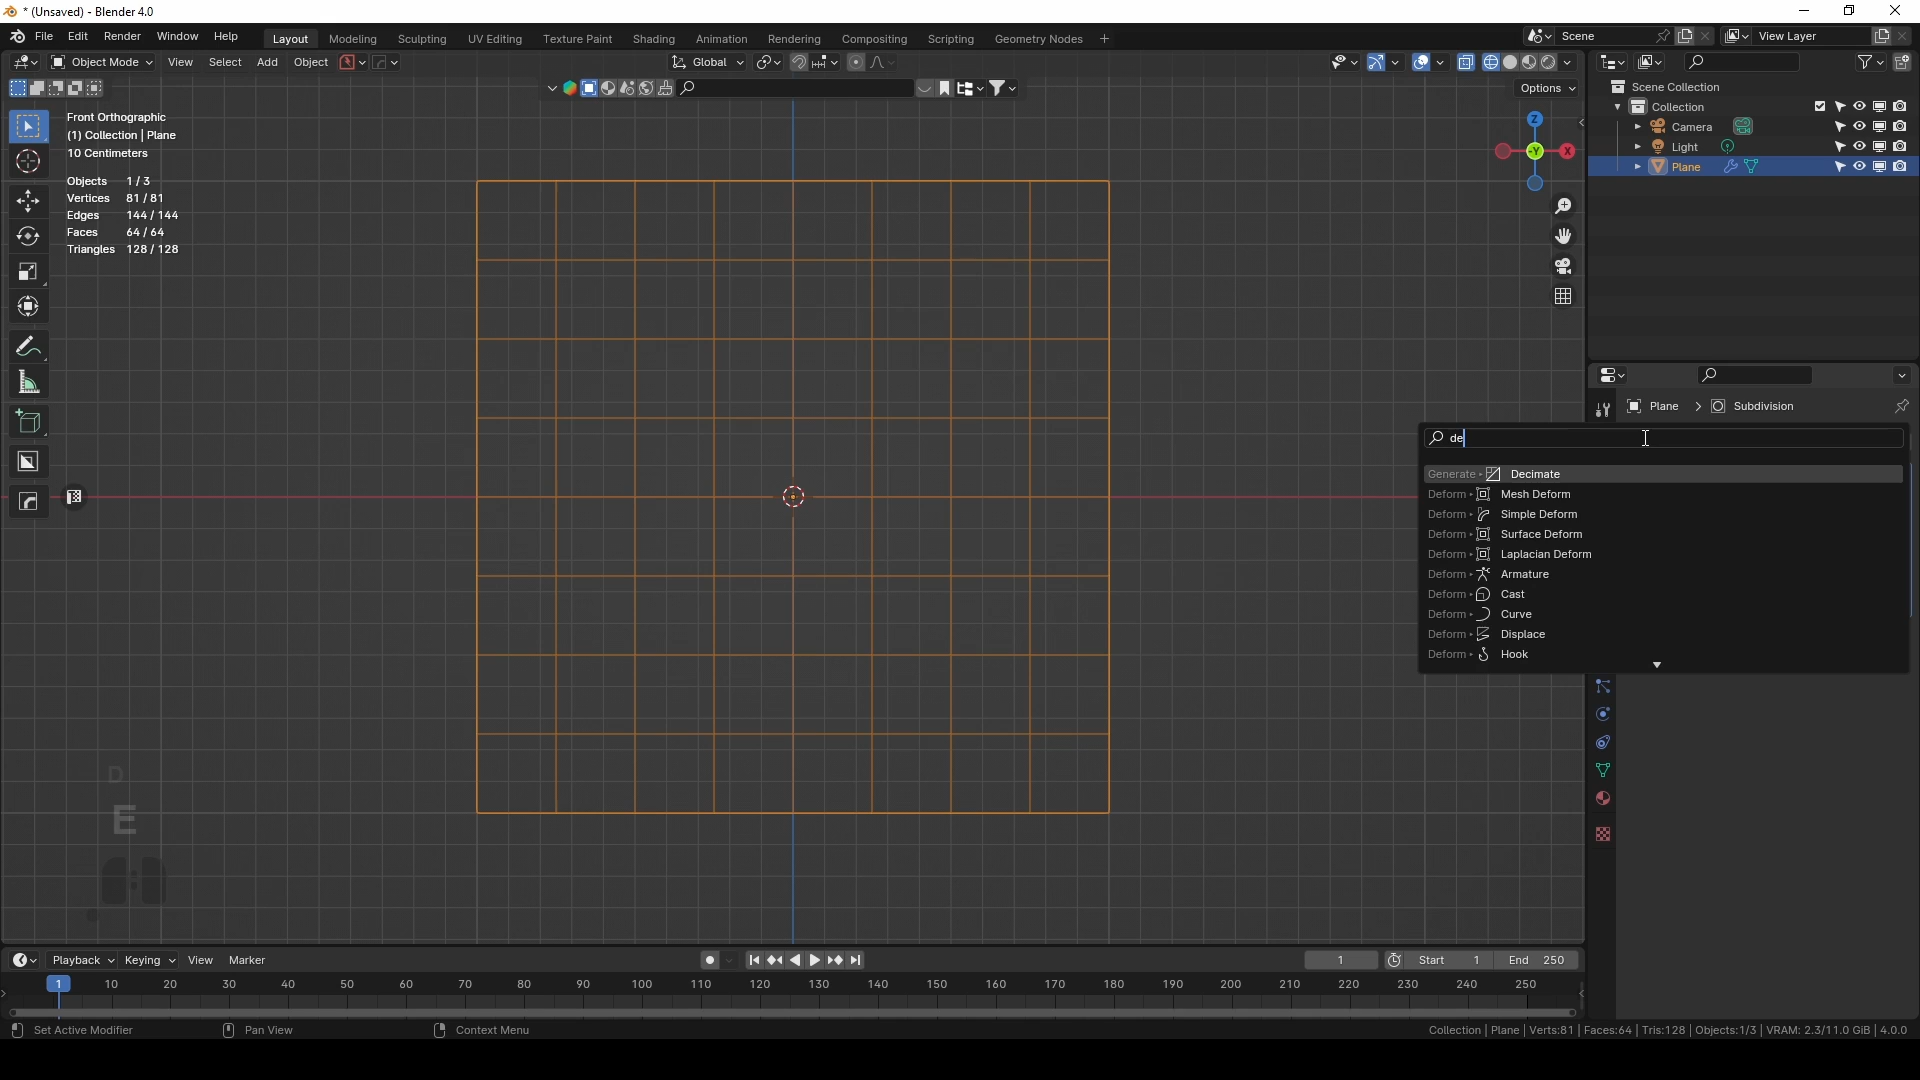 * (Unsaved) - Blender 4.0
File Edit Render Window Help
Layout Modeling Sculpting UV Editing Texture Paint Shading Animation Rendering Compositing Scripting Geometry Nodes +
Scene
View Layer
Object Mode View Select Add Object
Global
Options
Front Orthographic
(1) Collection | Plane
10 Centimeters
Objects 1 / 3
Vertices 81 / 81
Edges 144 / 144
Faces 64 / 64
Triangles 128 / 128
Z
-Y
X
Scene Collection
Collection
Camera
Light
Plane
Plane > Subdivision
de
Generate Decimate
Deform Mesh Deform
Deform Simple Deform
Deform Surface Deform
Deform Laplacian Deform
Deform Armature
Deform Cast
Deform Curve
Deform Displace
Deform Hook
D
E
Playback Keying View Marker
1 Start 1 End 250
1 10 20 30 40 50 60 70 80 90 100 110 120 130 140 150 160 170 180 190 200 210 220 230 240 250
Set Active Modifier Pan View Context Menu
Collection | Plane | Verts:81 | Faces:64 | Tris:128 | Objects:1/3 | VRAM: 2.3/11.0 GiB | 4.0.0